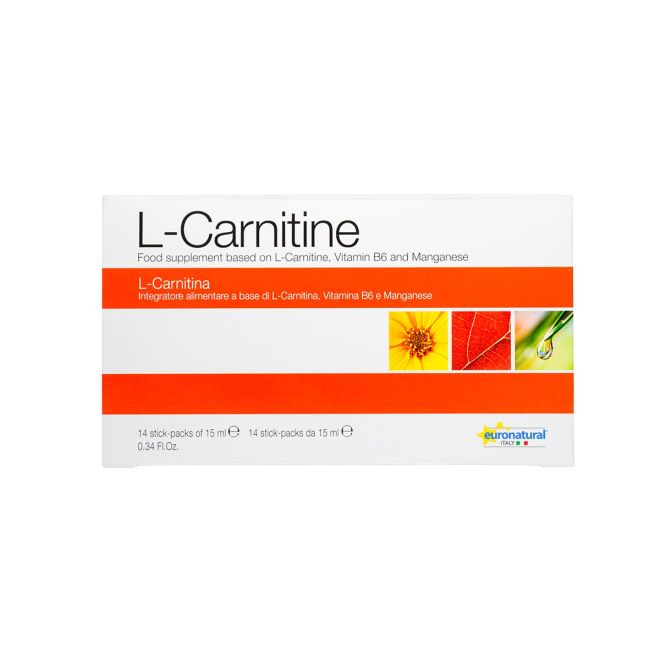 L-Carnitine
Food supplement based on L-Carnitine, Vitamin B6 and Manganese
L-Carnitina
Integratore alimentare a base di L-Carnitina, Vitamina B6 e Manganese
14 stick-packs of 15 ml ℮ 14 stick-packs da 15 ml ℮
0.34 Fl.Oz.
euronatural®
ITALY